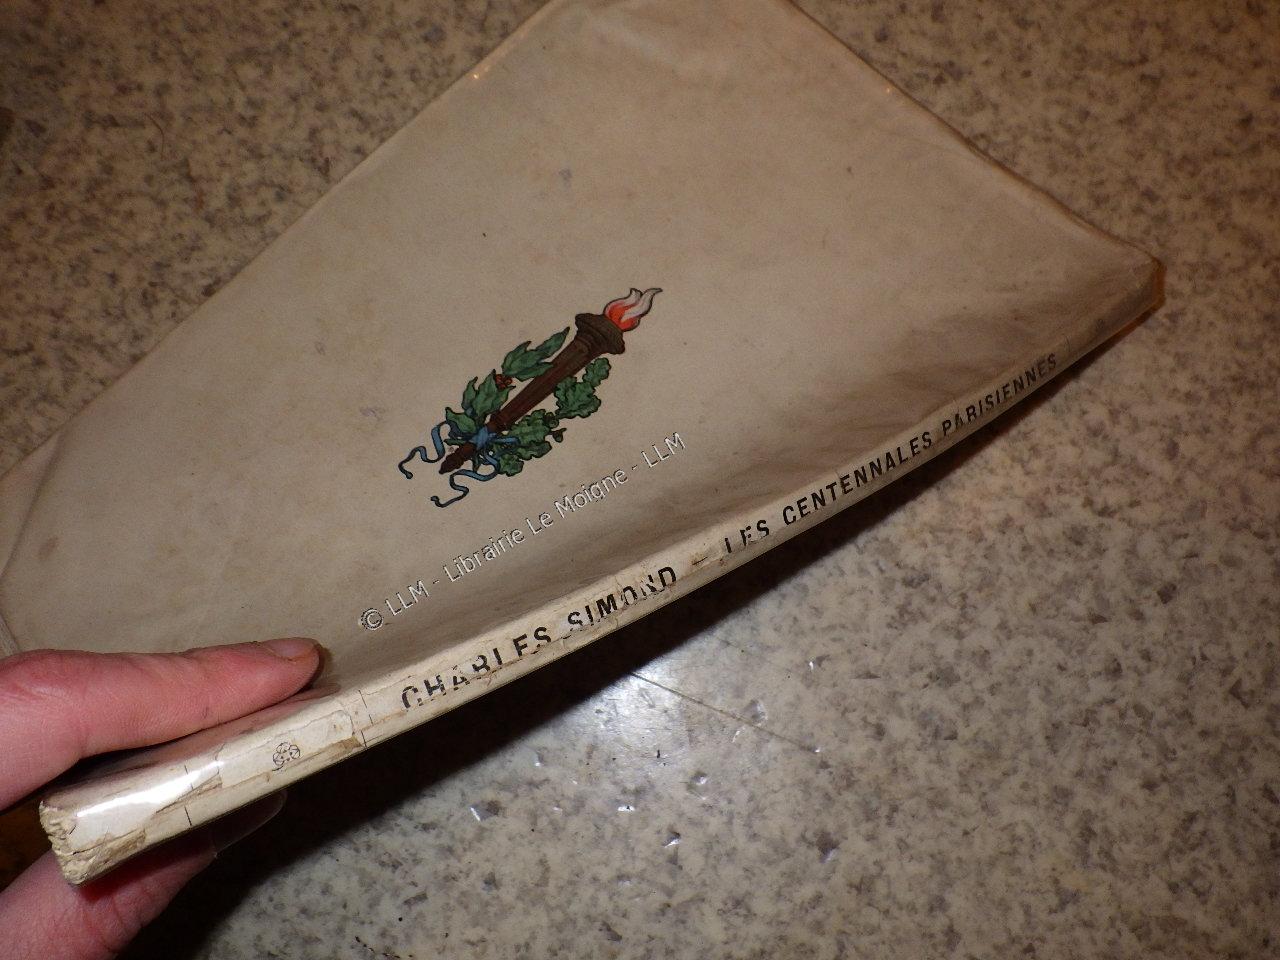 © LLM - Librairie Le Moigne - LLM
CHARLES SIMOND - LES CENTENNALES PARISIENNES